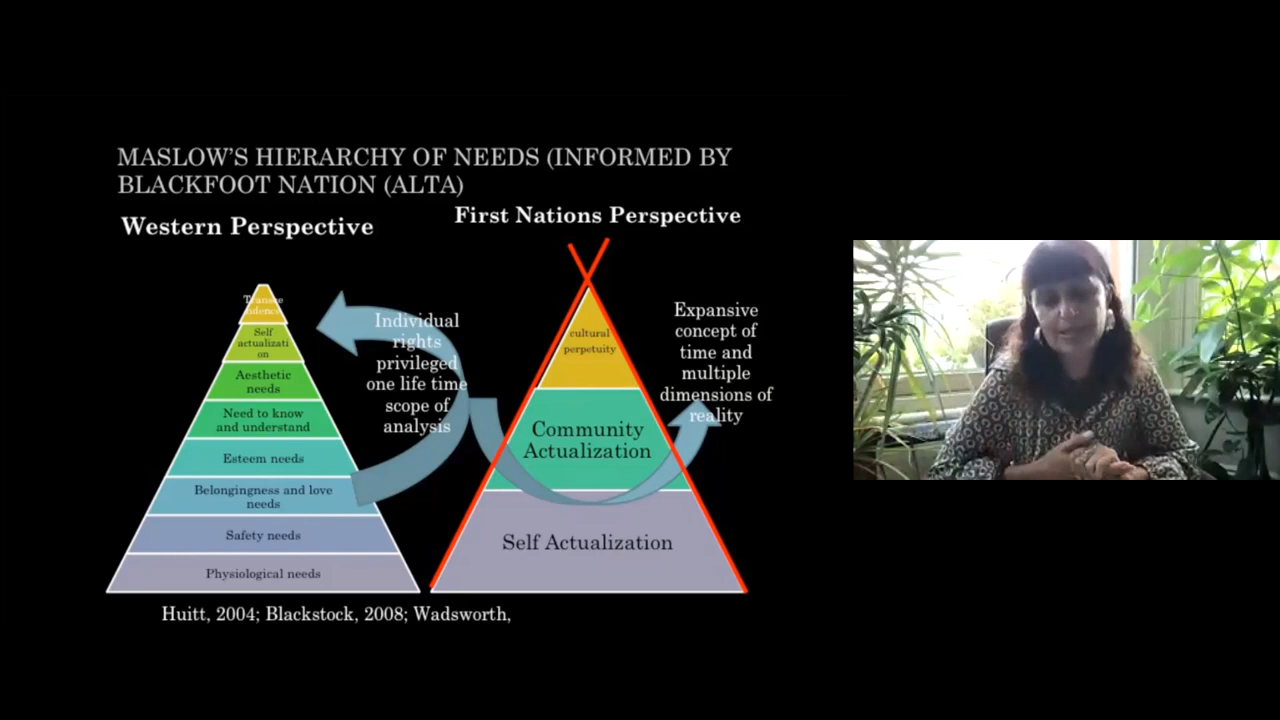 MASLOW'S HIERARCHY OF NEEDS (INFORMED BY
BLACKFOOT NATION (ALTA)
Western Perspective
First Nations Perspective
Transce
ndence
Self
actualizati
on
Aesthetic
needs
Need to know
and understand
Esteem needs
Belongingness and love
needs
Safety needs
Physiological needs
Individual
rights
privileged
one life time
scope of
analysis
cultural
perpetuity
Community
Actualization
Self Actualization
Expansive
concept of
time and
multiple
dimensions of
reality
Huitt, 2004; Blackstock, 2008; Wadsworth,